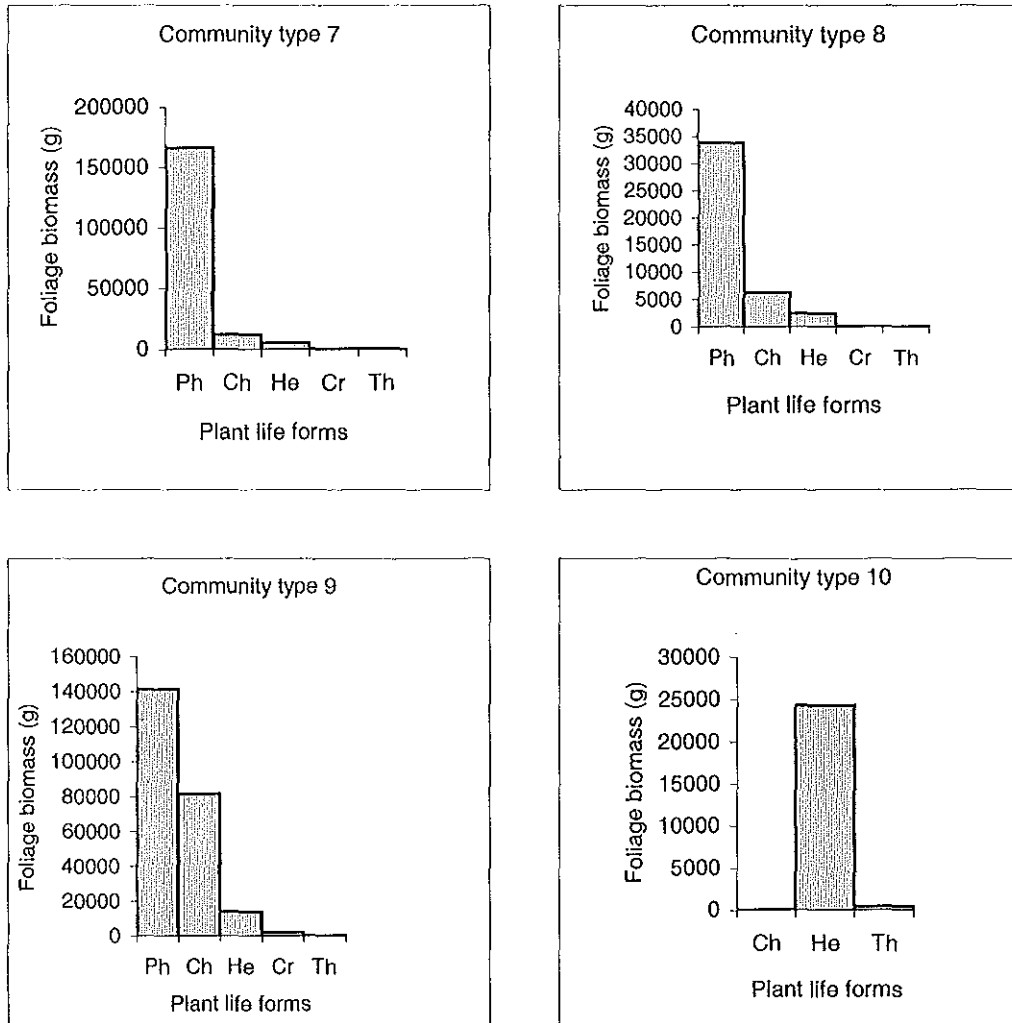 Community type 7
Foliage biomass (g)
200000
150000
100000
50000
0
Ph Ch He Cr Th
Plant life forms
Community type 8
Foliage biomass (g)
40000
35000
30000
25000
20000
15000
10000
5000
0
Ph Ch He Cr Th
Plant life forms
Community type 9
Foliage biomass (g)
160000
140000
120000
100000
80000
60000
40000
20000
0
Ph Ch He Cr Th
Plant life forms
Community type 10
Foliage biomass (g)
30000
25000
20000
15000
10000
5000
0
Ch He Th
Plant life forms